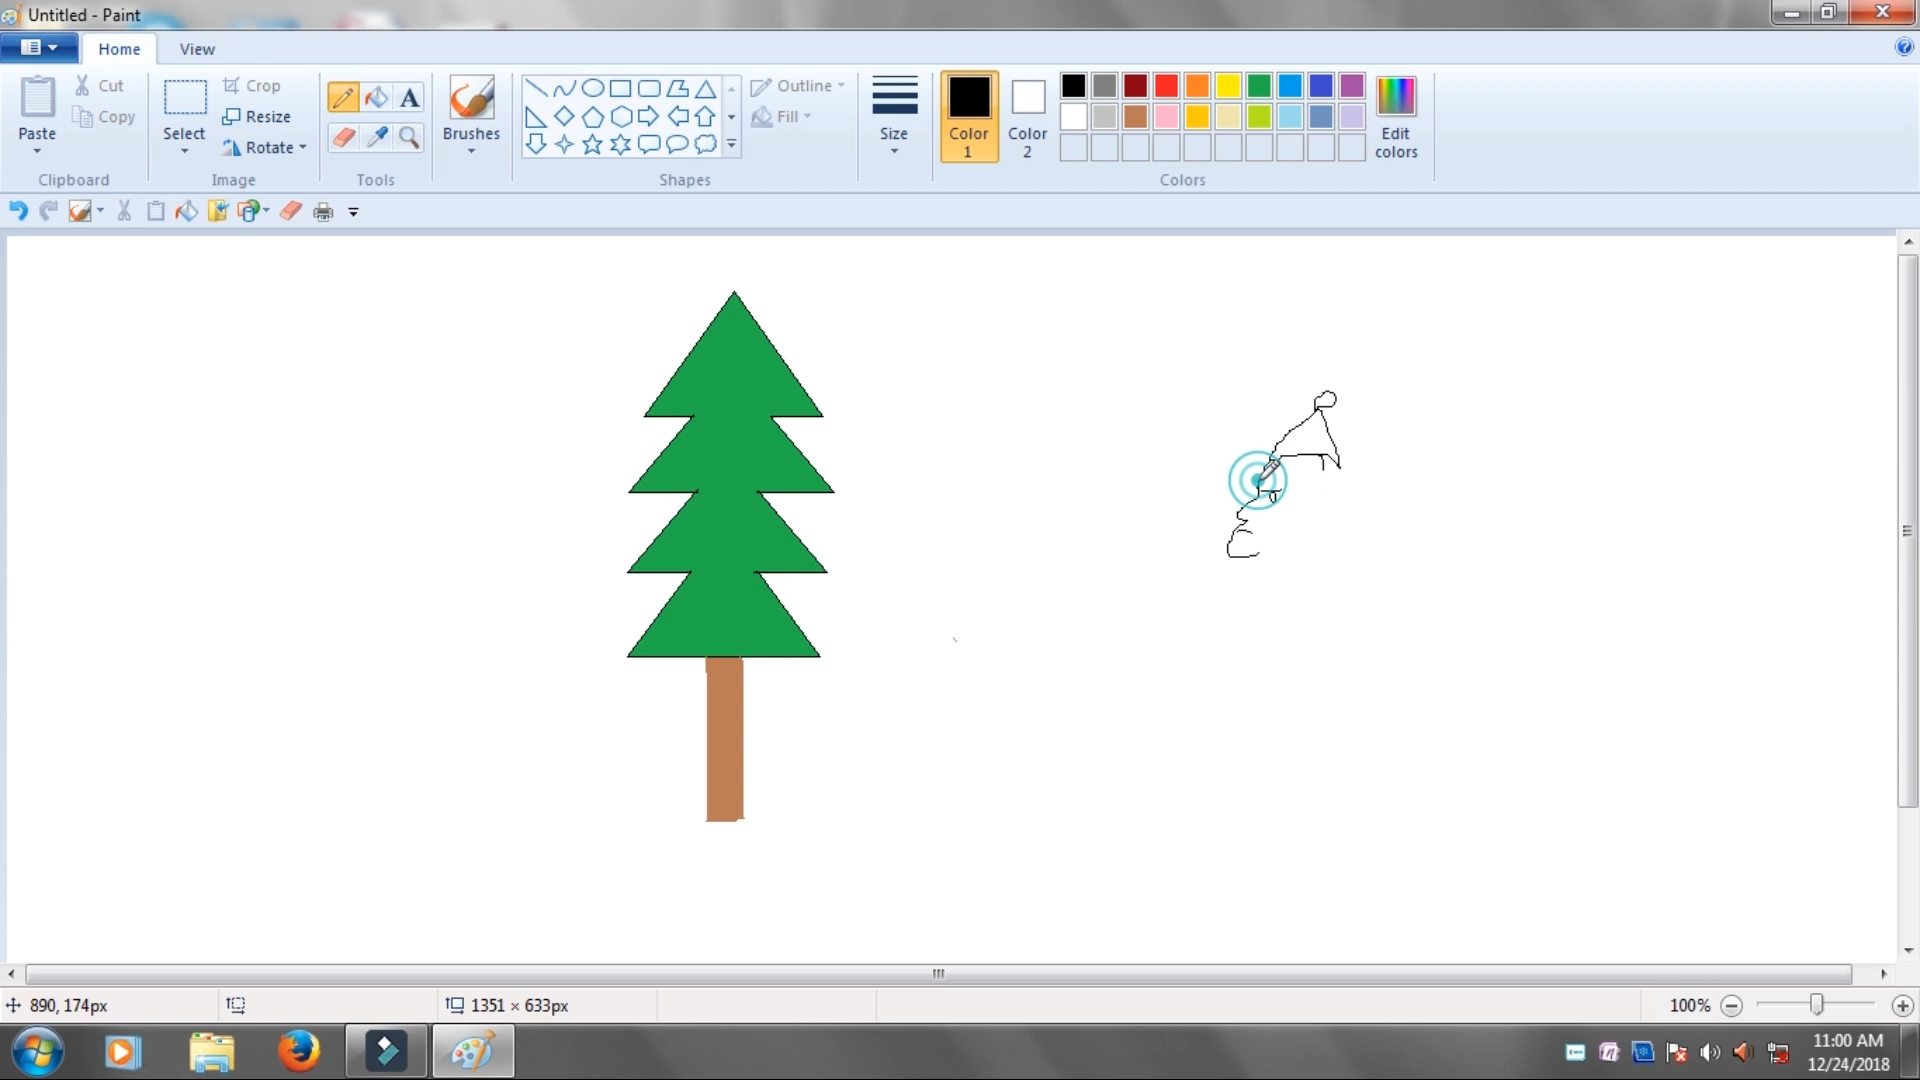 Untitled - Paint
Home View
Paste
Cut
Copy
Clipboard
Select
Crop
Resize
Rotate
Image
A
Tools
Brushes
Shapes
Outline
Fill
Size
Color 1
Color 2
Edit colors
Colors
890, 174px
1351 × 633px
100%
11:00 AM
12/24/2018